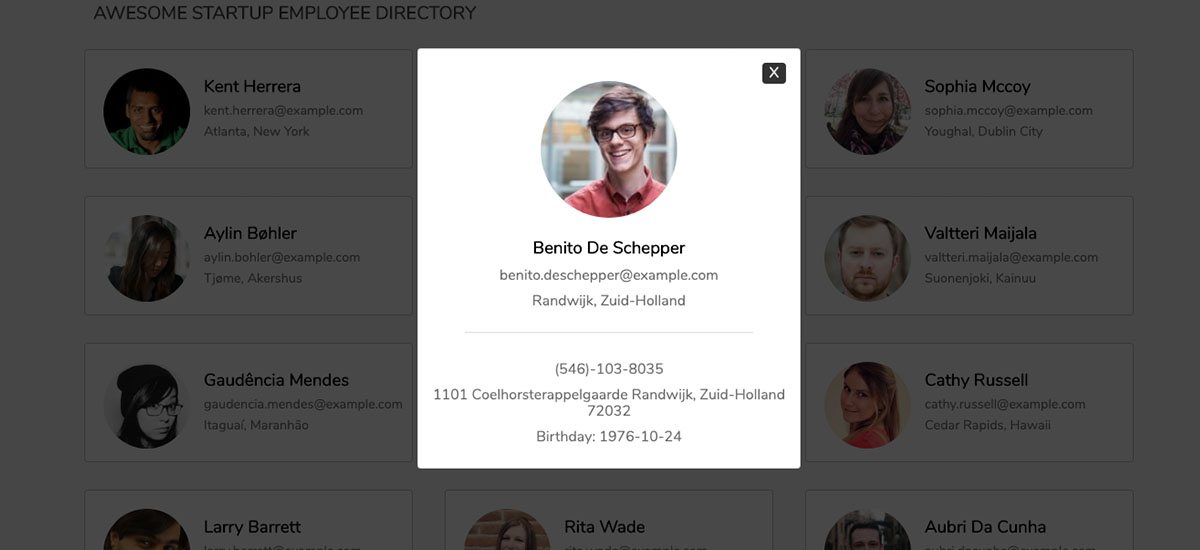 AWESOME STARTUP EMPLOYEE DIRECTORY
Kent Herrera
kent.herrera@example.com
Atlanta, New York
X
Benito De Schepper
benito.deschepper@example.com
Randwijk, Zuid-Holland
(546)-103-8035
1101 Coelhorsterappelgaarde Randwijk, Zuid-Holland
72032
Birthday: 1976-10-24
Sophia Mccoy
sophia.mccoy@example.com
Youghal, Dublin City
Aylin Bøhler
aylin.bohler@example.com
Tjøme, Akershus
Valtteri Maijala
valtteri.maijala@example.com
Suonenjoki, Kainuu
Gaudência Mendes
gaudencia.mendes@example.com
Itaguaí, Maranhão
Cathy Russell
cathy.russell@example.com
Cedar Rapids, Hawaii
Larry Barrett
Rita Wade
Aubri Da Cunha